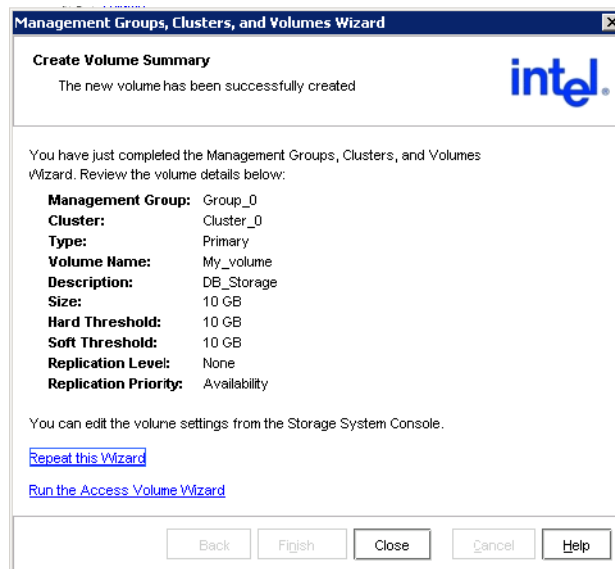 Management Groups, Clusters, and Volumes Wizard
Create Volume Summary
The new volume has been successfully created
intel.
You have just completed the Management Groups, Clusters, and Volumes
Wizard. Review the volume details below:
Management Group: Group_0
Cluster: Cluster_0
Type: Primary
Volume Name: My_volume
Description: DB_Storage
Size: 10 GB
Hard Threshold: 10 GB
Soft Threshold: 10 GB
Replication Level: None
Replication Priority: Availability
You can edit the volume settings from the Storage System Console.
Repeat this Wizard
Run the Access Volume Wizard
Back Finish Close Cancel Help